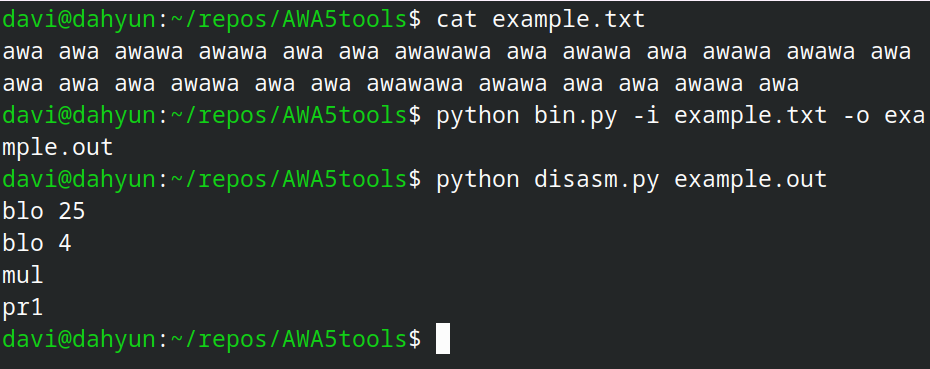 davi@dahyun:~/repos/AWA5tools$ cat example.txt
awa awa awawa awawa awa awa awawawa awa awawa awa awawa awawa awa
awa awa awawa awa awa awa awawawa awawa awa awa awawa awa
davi@dahyun:~/repos/AWA5tools$ python bin.py -i example.txt -o exa
mple.out
davi@dahyun:~/repos/AWA5tools$ python disasm.py example.out
blo 25
blo 4
mul
pr1
davi@dahyun:~/repos/AWA5tools$